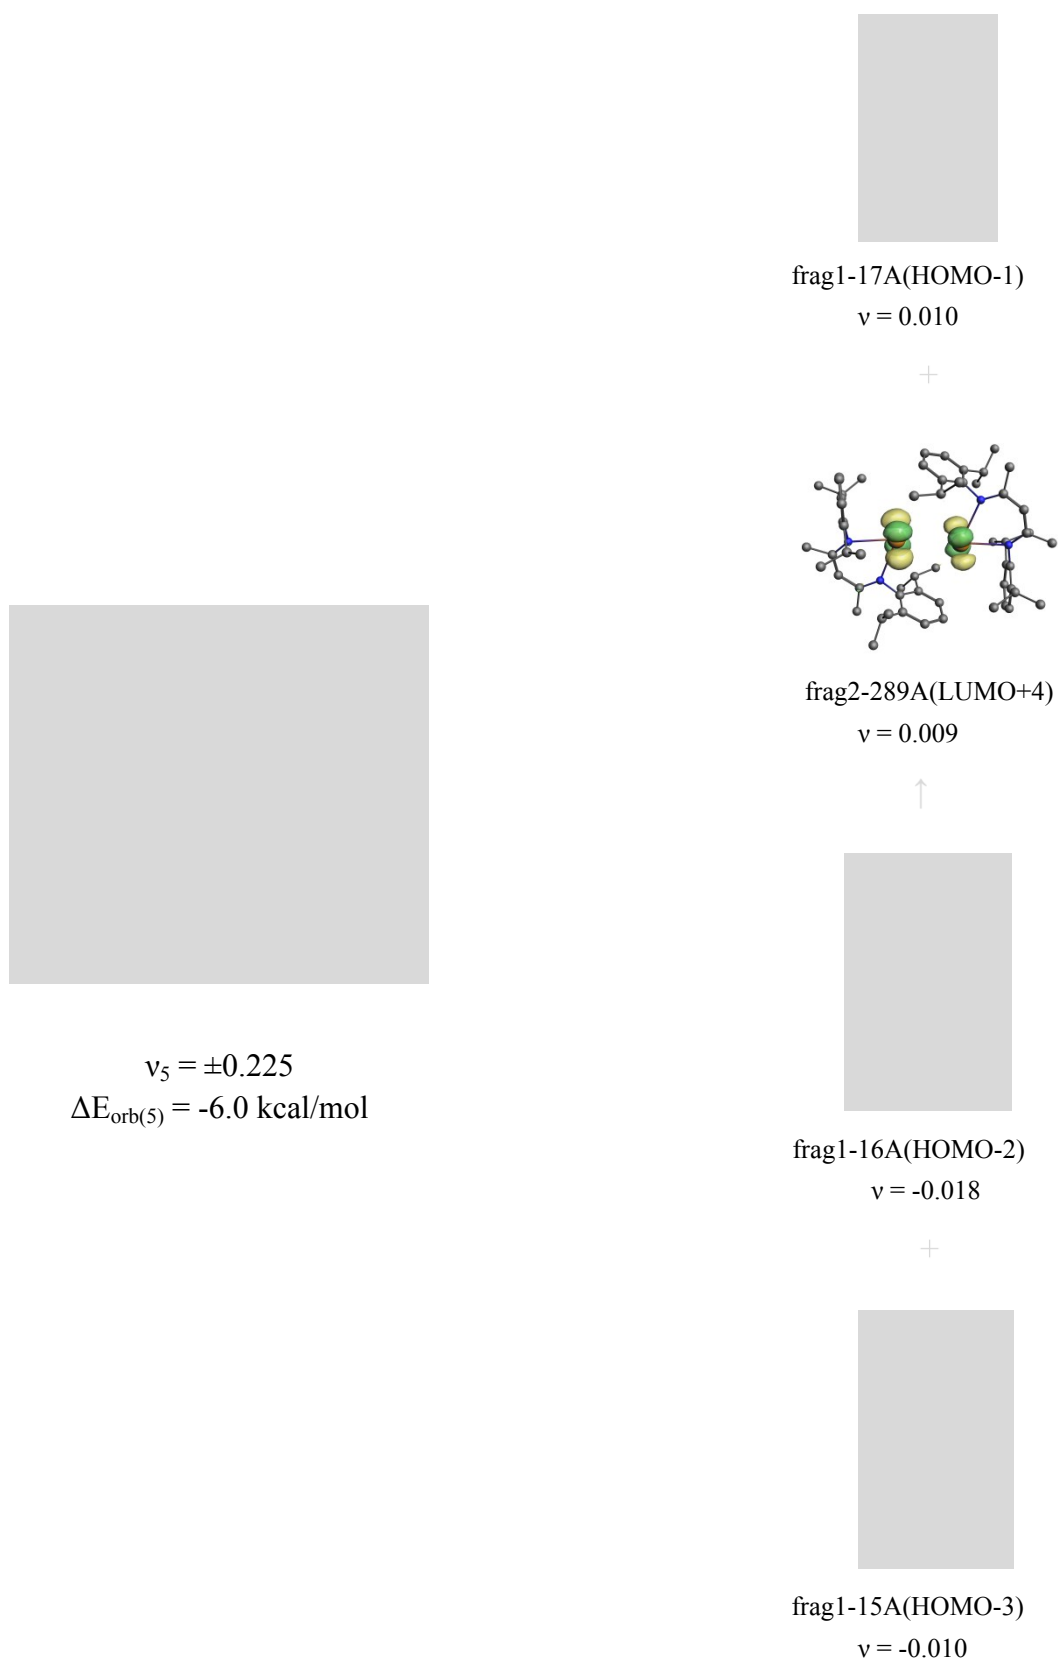 frag1-17A(HOMO-1)
ν = 0.010
+
frag2-289A(LUMO+4)
ν = 0.009
↑
frag1-16A(HOMO-2)
ν = -0.018
+
frag1-15A(HOMO-3)
ν = -0.010
ν₅ = ±0.225
ΔEorb(5) = -6.0 kcal/mol